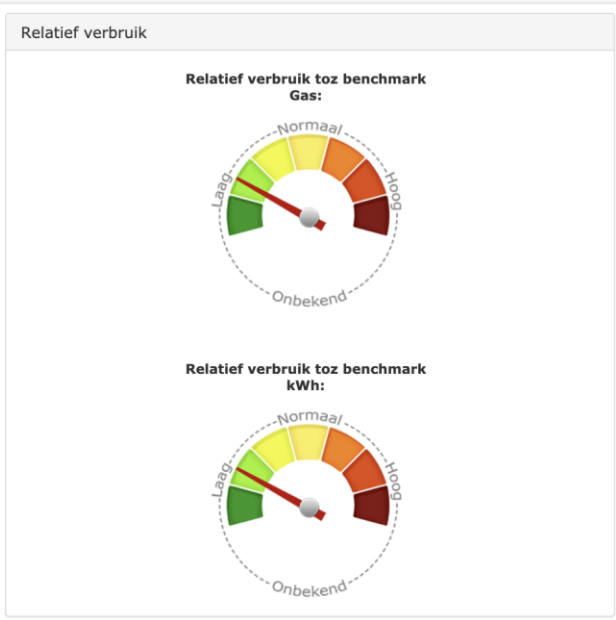 Relatief verbruik
Relatief verbruik toz benchmark
Gas:
Normaal
Laag
Hoog
Onbekend
Relatief verbruik toz benchmark
kWh:
Normaal
Laag
Hoog
Onbekend